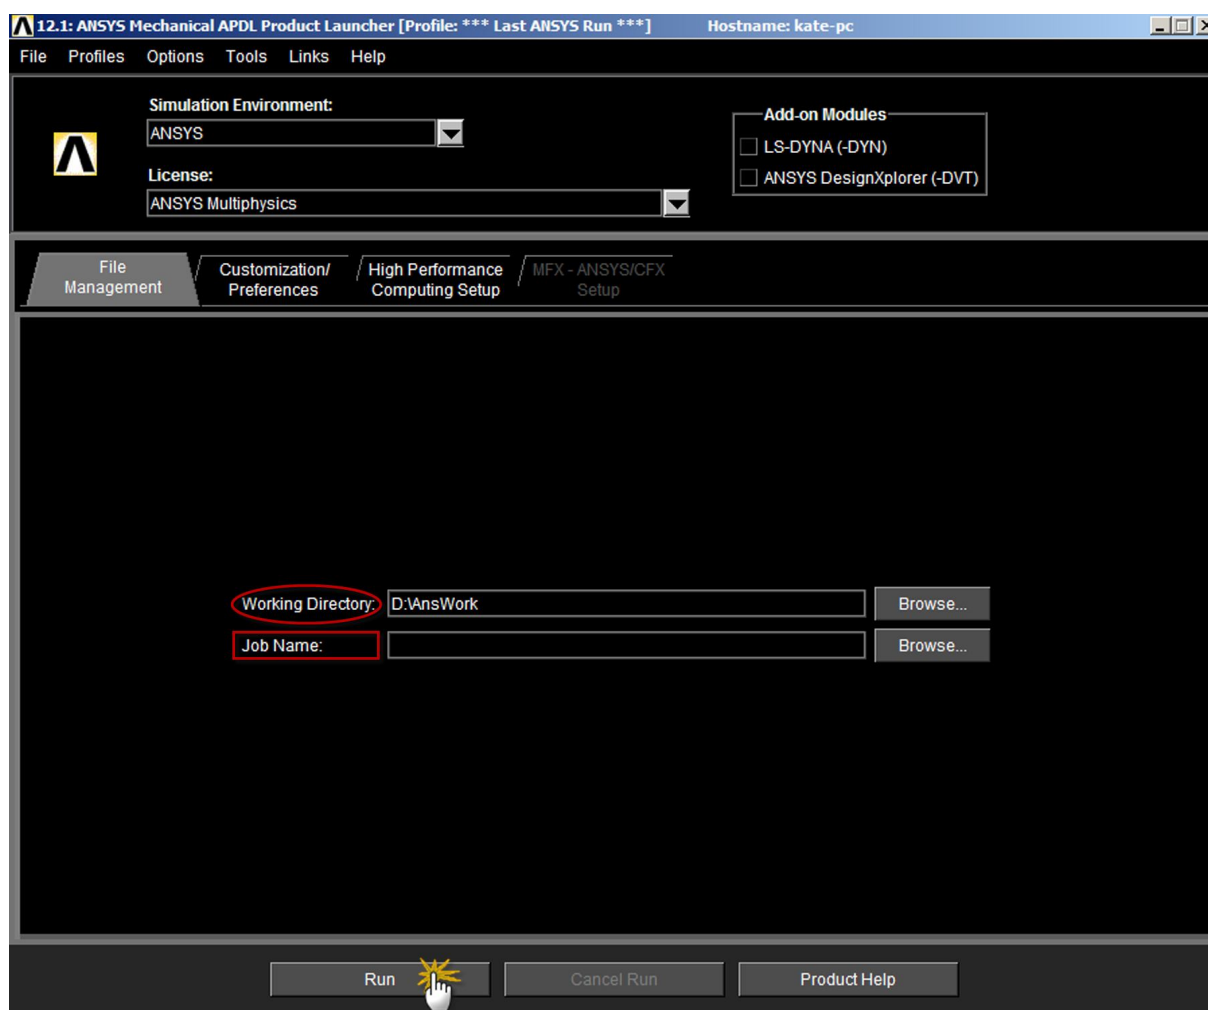 12.1: ANSYS Mechanical APDL Product Launcher [Profile: *** Last ANSYS Run ***] Hostname: kate-pc
File Profiles Options Tools Links Help
Simulation Environment:
ANSYS
License:
ANSYS Multiphysics
Add-on Modules
LS-DYNA (-DYN)
ANSYS DesignXplorer (-DVT)
File
Management
Customization/
Preferences
High Performance
Computing Setup
MFX - ANSYS/CFX
Setup
Working Directory: D:\AnsWork Browse...
Job Name: Browse...
Run Cancel Run Product Help